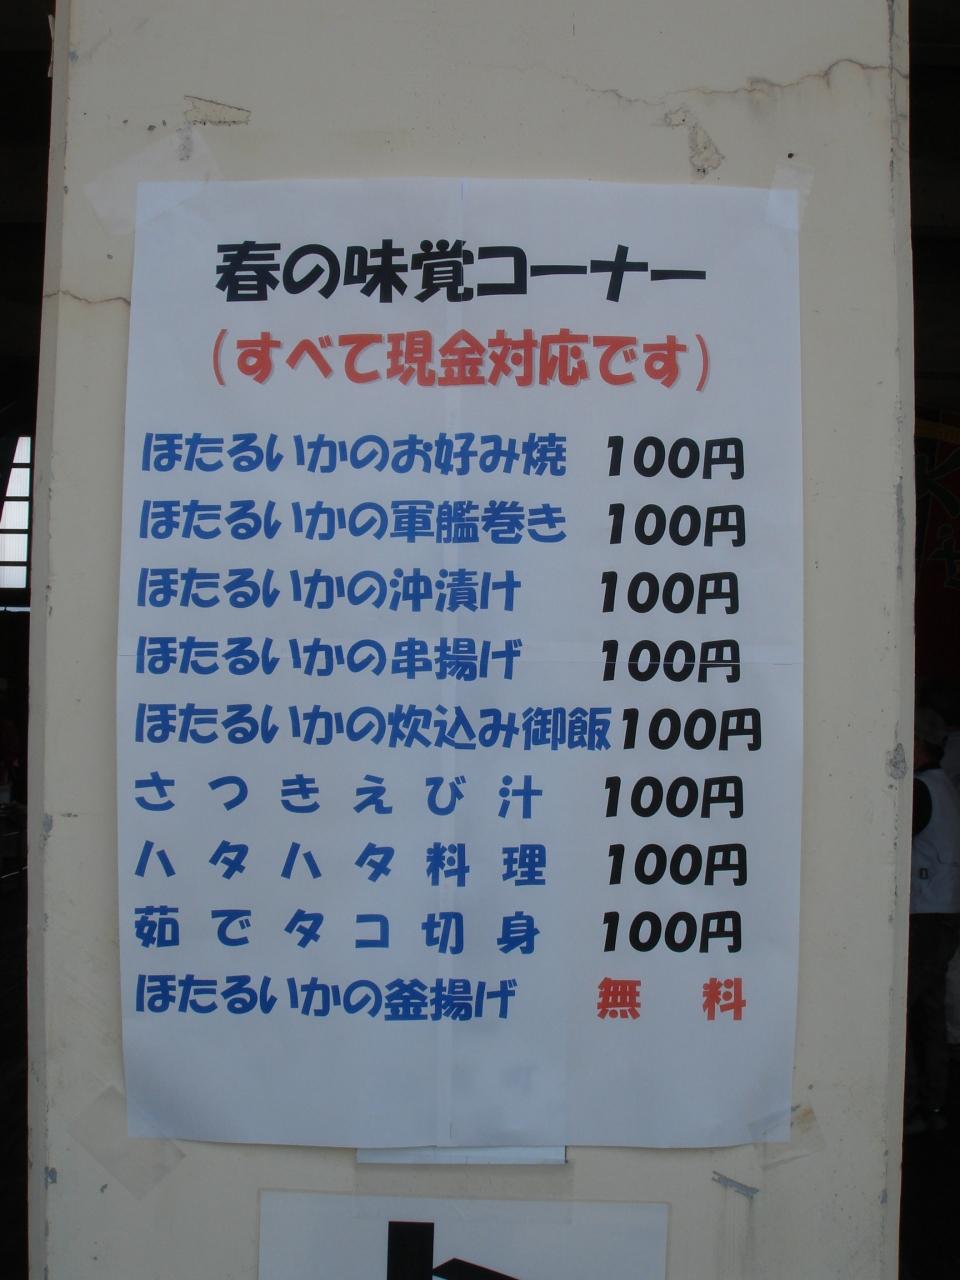 春の味覚コーナー
(すべて現金対応です)
ほたるいかのお好み焼 100円
ほたるいかの軍艦巻き 100円
ほたるいかの沖漬け 100円
ほたるいかの串揚げ 100円
ほたるいかの炊込み御飯 100円
さつきえび汁 100円
ハタハタ料理 100円
茹でタコ切身 100円
ほたるいかの釜揚げ 無料